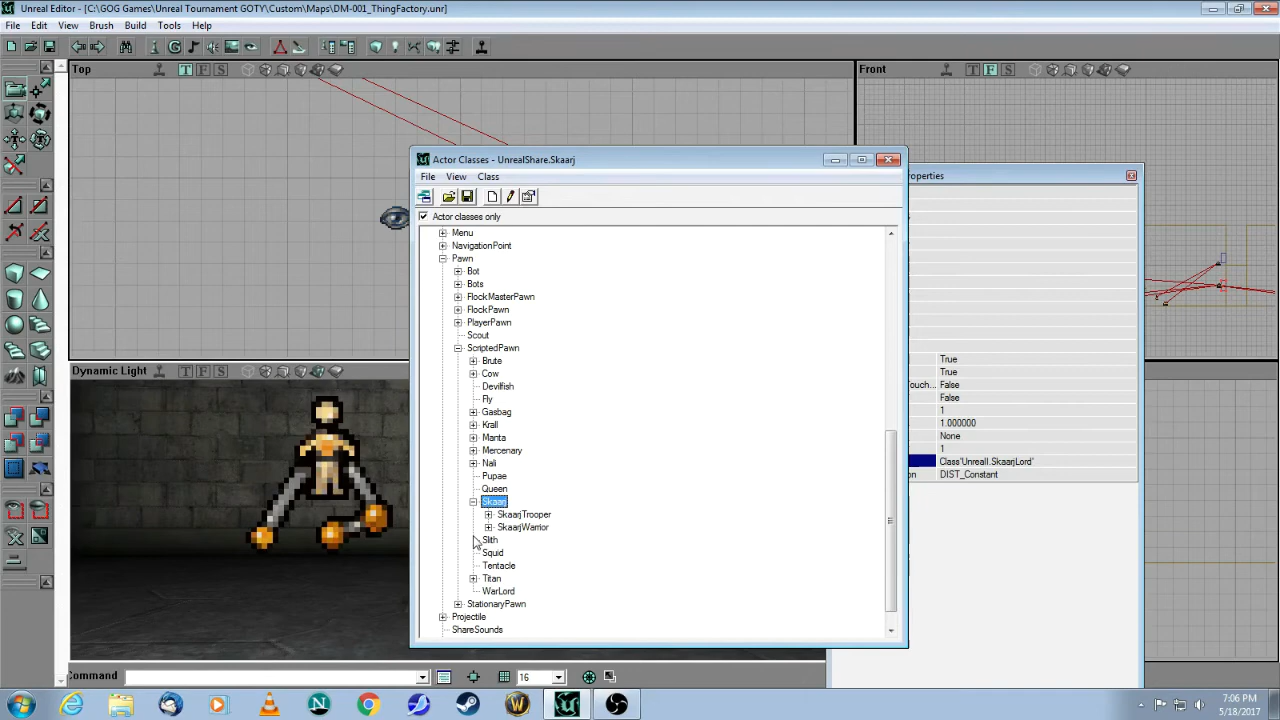 Unreal Editor - [C:\GOG Games\Unreal Tournament GOTY\Custom\Maps\DM-001_ThingFactory.unr]
File Edit View Brush Build Tools Help
Top T F S
Front T F S
Actor Classes - UnrealShare.Skaarj
roperties
File View Class
Actor classes only
Menu
NavigationPoint
Pawn
Bot
Bots
FlockMasterPawn
FlockPawn
PlayerPawn
Scout
ScriptedPawn
Brute
Cow
Devilfish
Fly
Gasbag
Krall
Manta
Mercenary
Nali
Pupae
Queen
Skaarj
SkaarjTrooper
SkaarjWarrior
Slith
Squid
Tentacle
Titan
WarLord
StationaryPawn
Projectile
ShareSounds
True
True
ouch... False
False
1
1.000000
None
1
Class'UnrealI.SkaarjLord'
on DIST_Constant
Dynamic Light T F S
Command 16
7:06 PM
5/18/2017